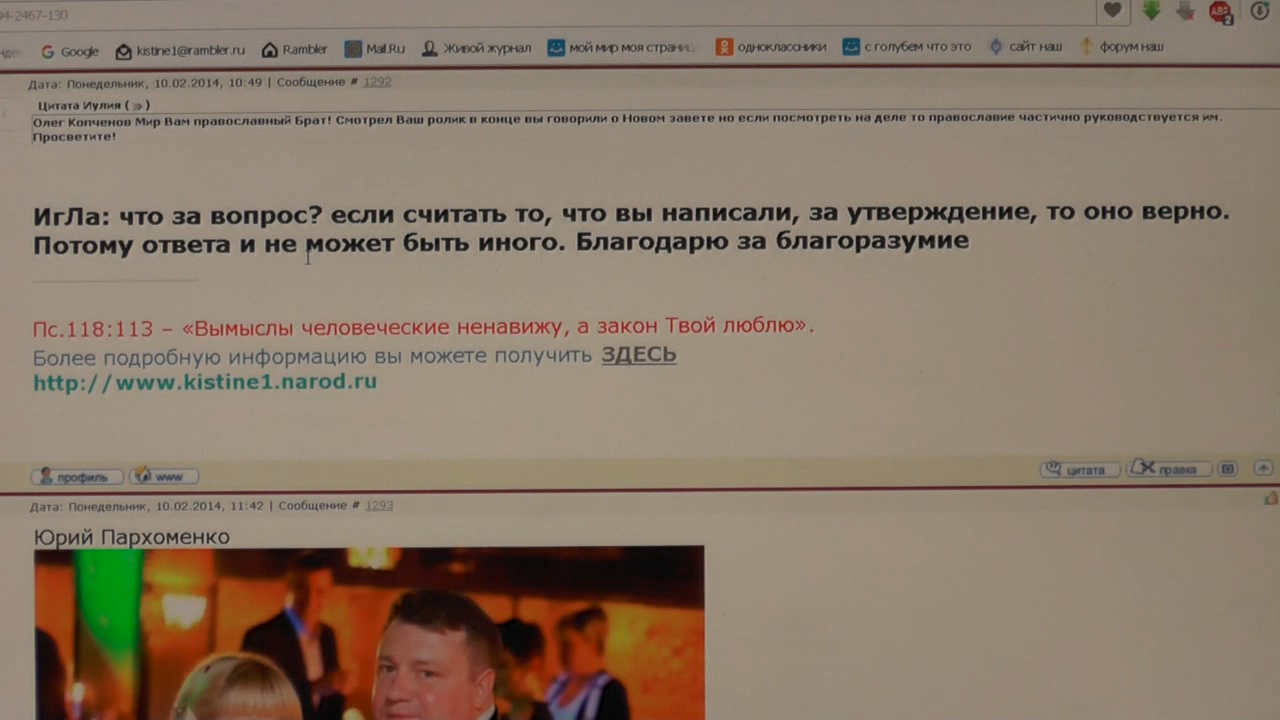 94-2467-130
ABP
2
Google kistine1@rambler.ru Rambler Mail.Ru Живой журнал мой мир моя страни одноклассники с голубем что это сайт наш форум наш
Дата: Понедельник, 10.02.2014, 10:49 | Сообщение # 1292
Цитата Иулия ( )
Олег Копченов Мир Вам православный Брат! Смотрел Ваш ролик в конце вы говорили о Новом завете но если посмотреть на деле то православие частично руководствуется им.
Просветите!
ИгЛа: что за вопрос? если считать то, что вы написали, за утверждение, то оно верно.
Потому ответа и не может быть иного. Благодарю за благоразумие
Пс.118:113 – «Вымыслы человеческие ненавижу, а закон Твой люблю».
Более подробную информацию вы можете получить ЗДЕСЬ
http://www.kistine1.narod.ru
профиль www цитата правка
Дата: Понедельник, 10.02.2014, 11:42 | Сообщение # 1293
Юрий Пархоменко